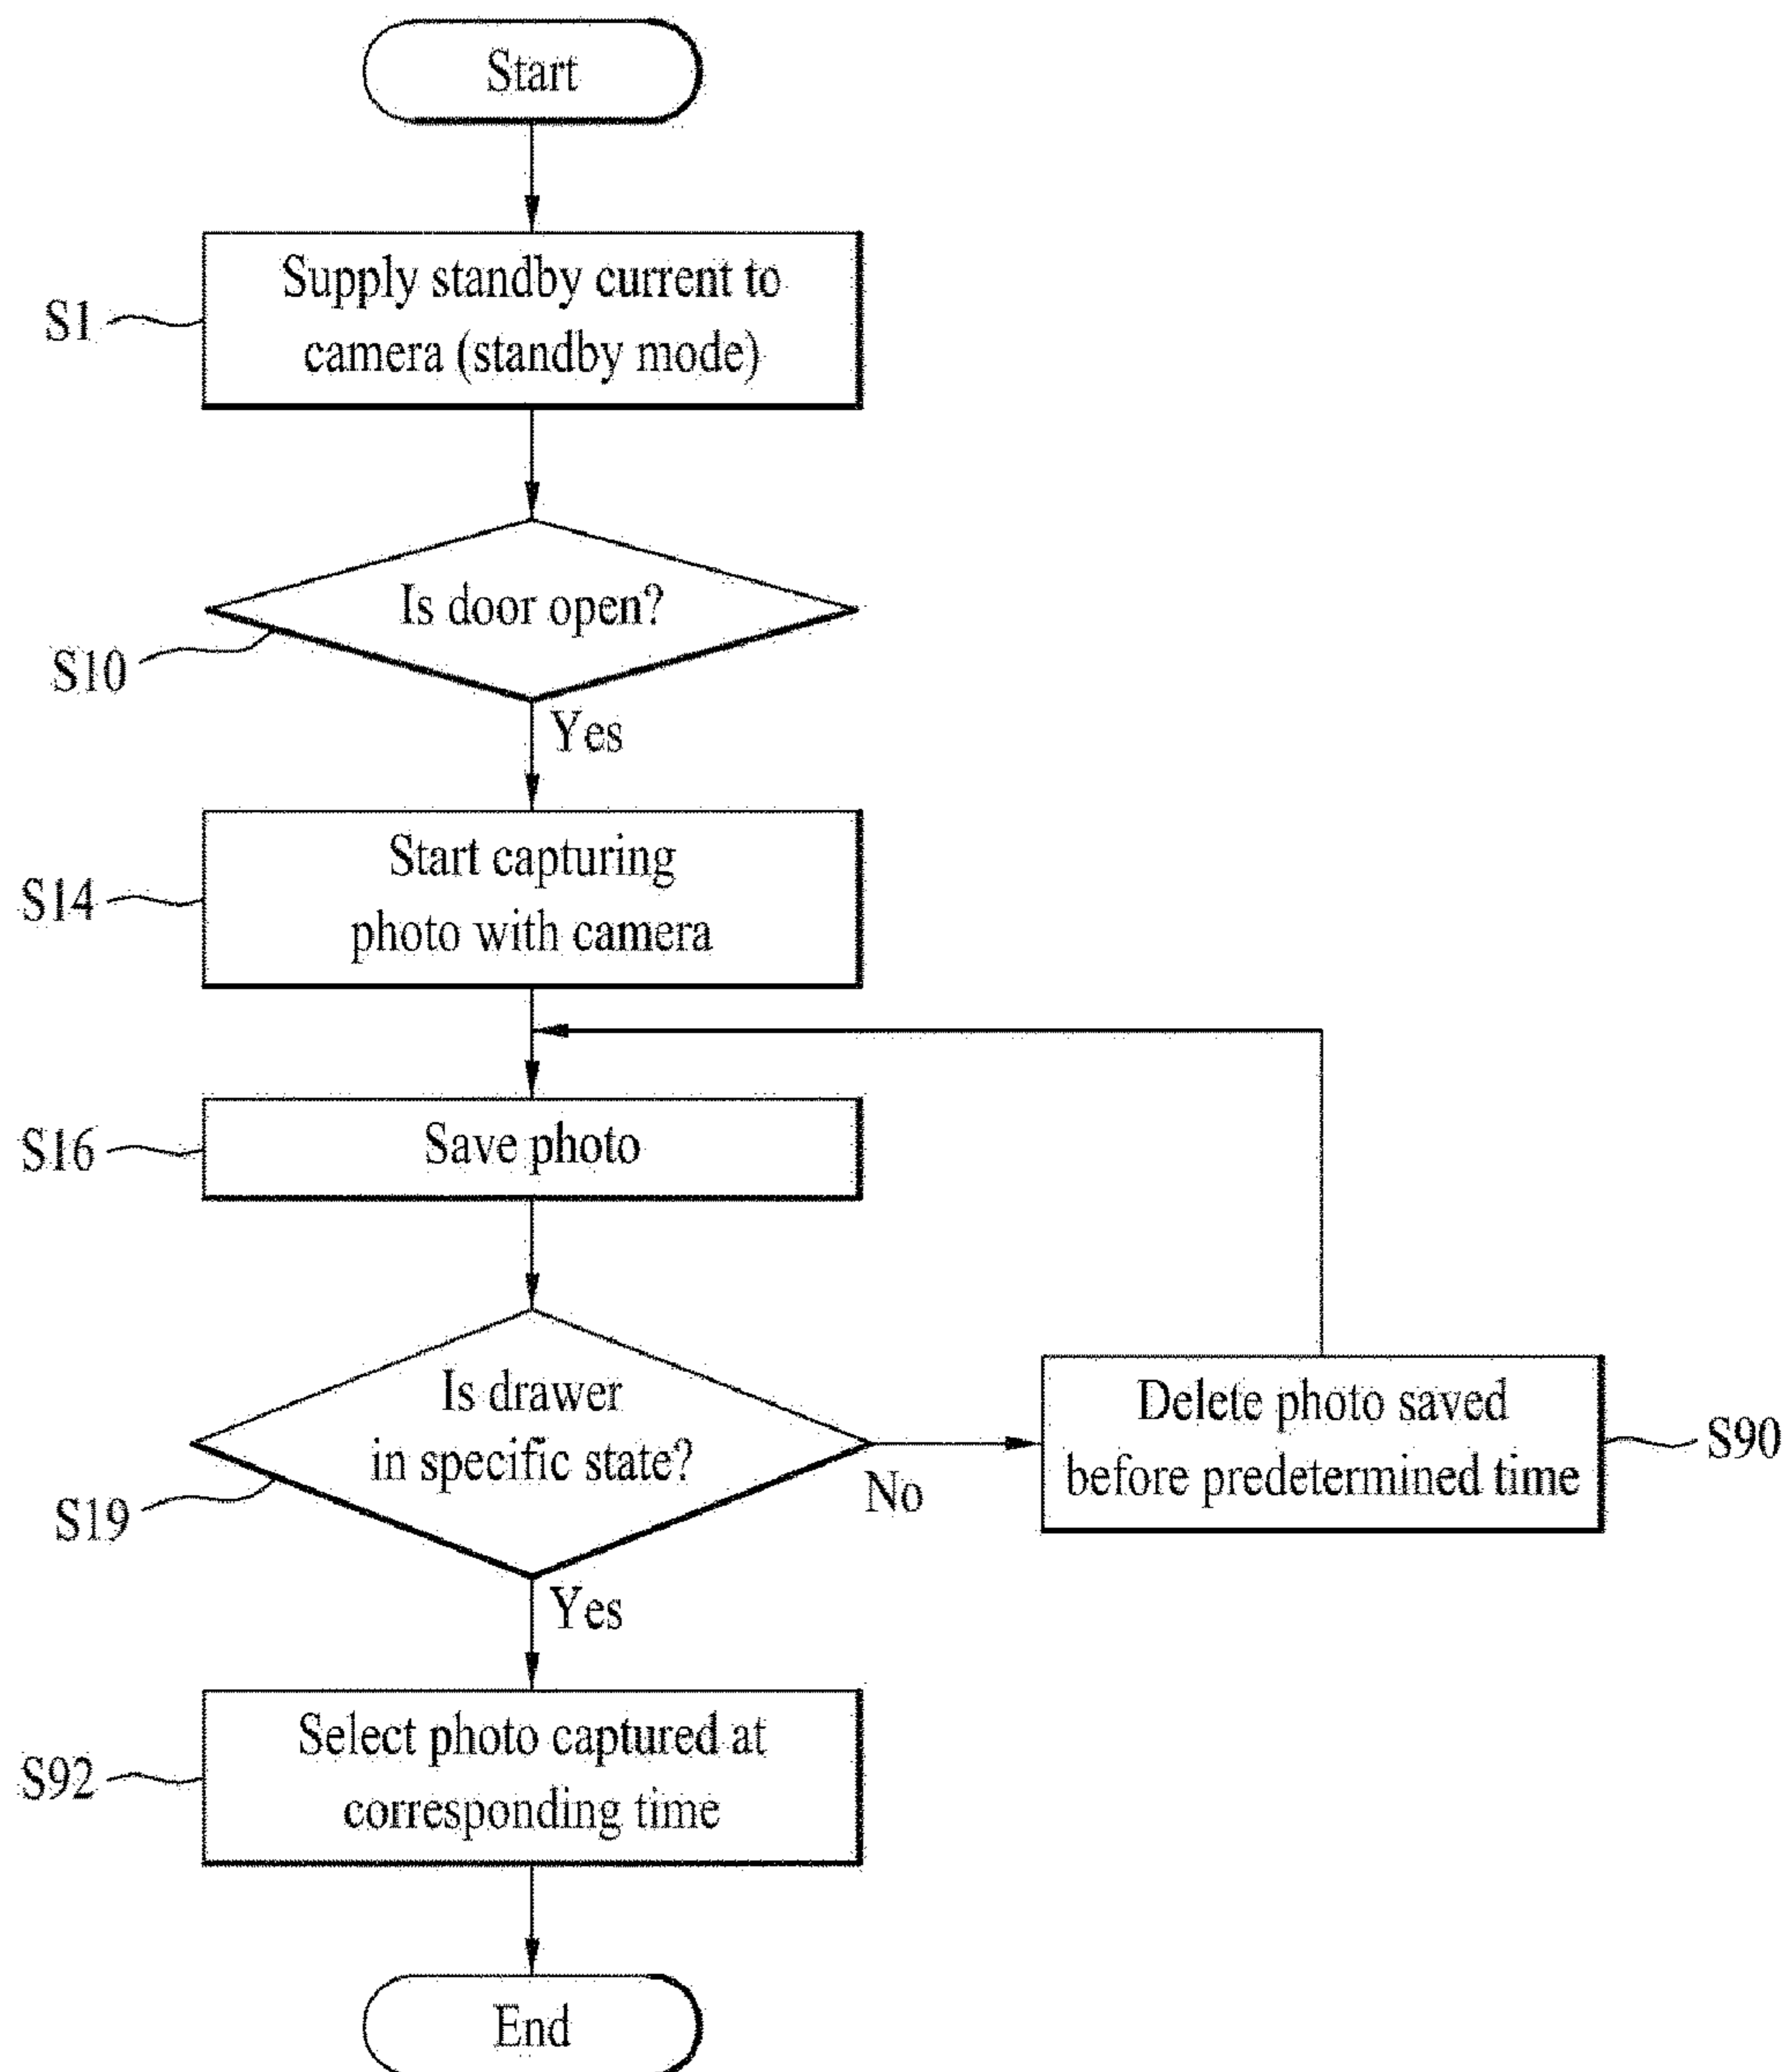 Start
Supply standby current to
camera (standby mode)
S1
Is door open?
S10
Yes
Start capturing
photo with camera
S14
Save photo
S16
Is drawer
in specific state?
S19
No
Delete photo saved
before predetermined time
S90
Yes
Select photo captured at
corresponding time
S92
End